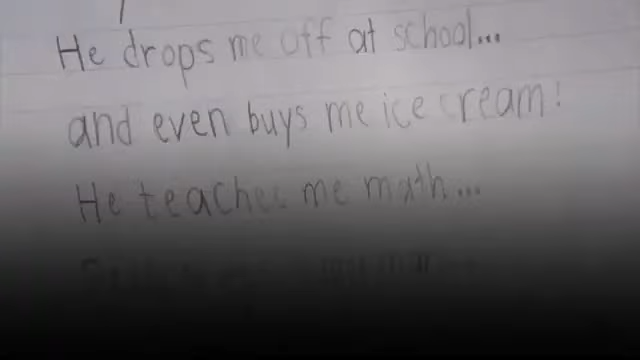 He drops me off at school...
and even buys me ice cream!
He teaches me math...